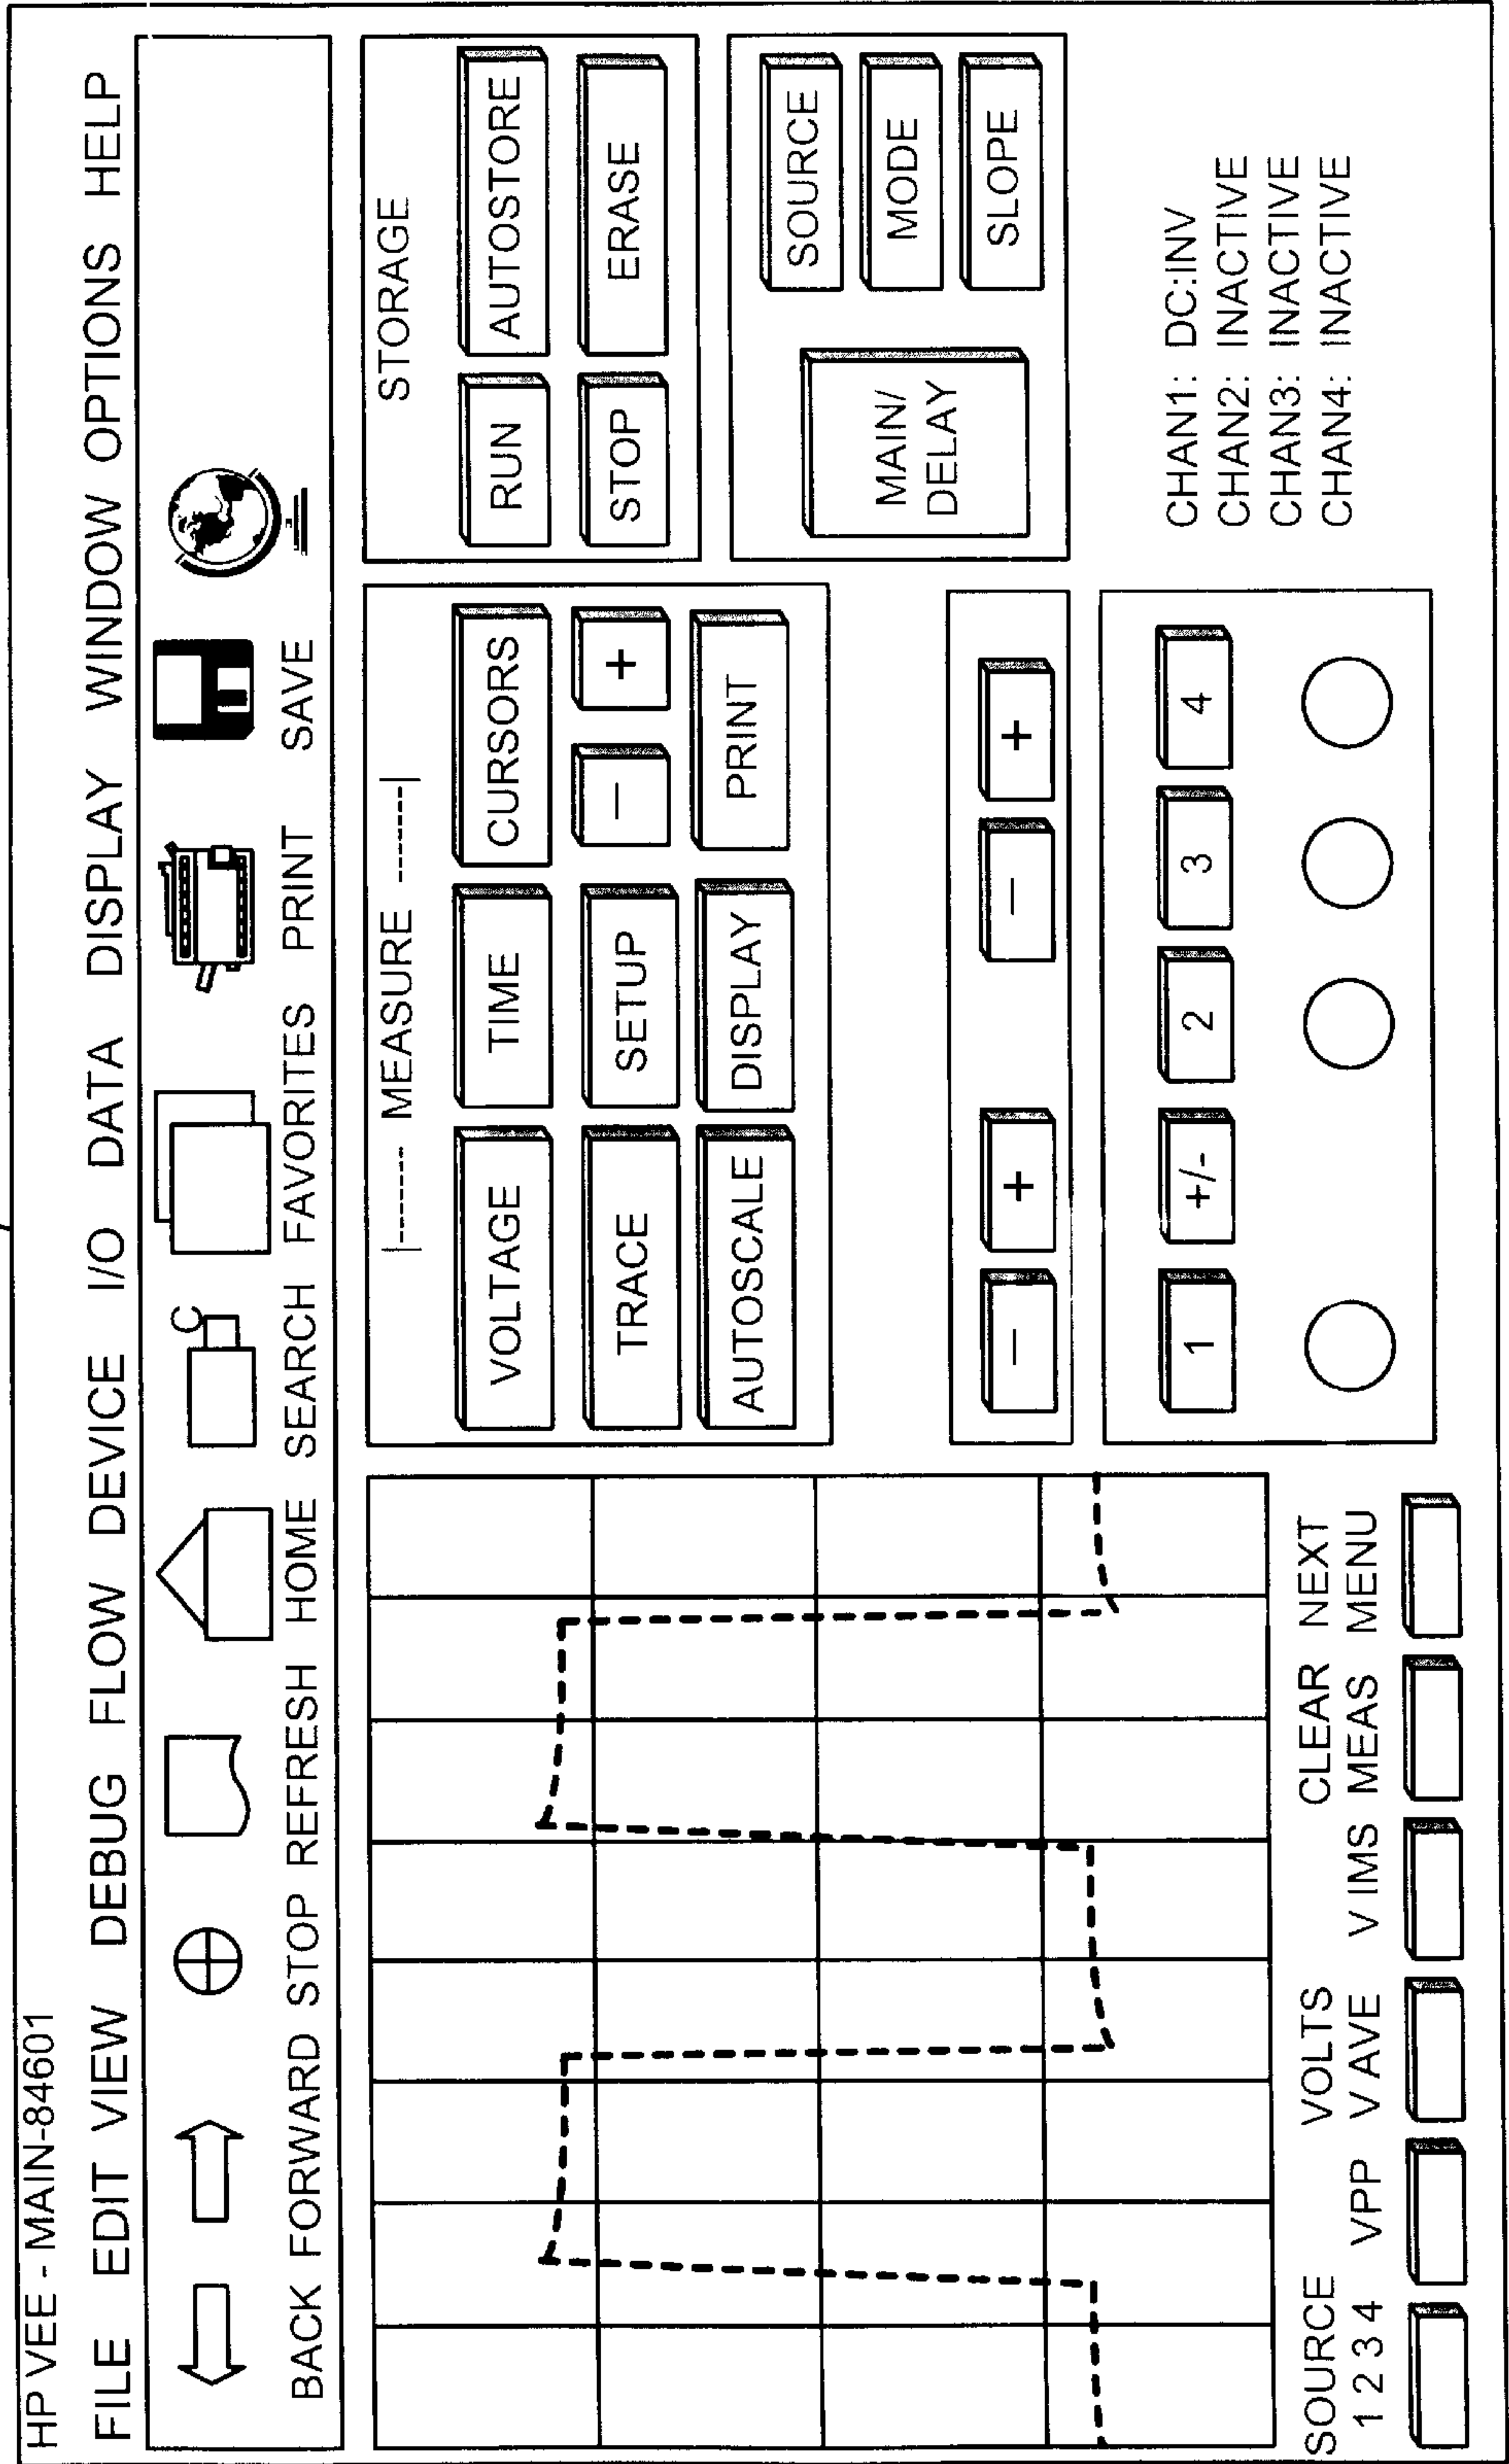 HP VEE - MAIN-84601
FILE EDIT VIEW DEBUG FLOW DEVICE I/O DATA DISPLAY WINDOW OPTIONS HELP
C
BACK FORWARD STOP REFRESH HOME SEARCH FAVORITES PRINT SAVE
|------ MEASURE --------|
VOLTAGE TIME CURSORS
TRACE SETUP — +
AUTOSCALE DISPLAY PRINT
STORAGE
RUN AUTOSTORE
STOP ERASE
MAIN/
DELAY
SOURCE
MODE
SLOPE
— + — +
1 +/- 2 3 4
CHAN1: DC:INV
CHAN2: INACTIVE
CHAN3: INACTIVE
CHAN4: INACTIVE
SOURCE VOLTS CLEAR NEXT
1 2 3 4 VPP V AVE V IMS MEAS MENU